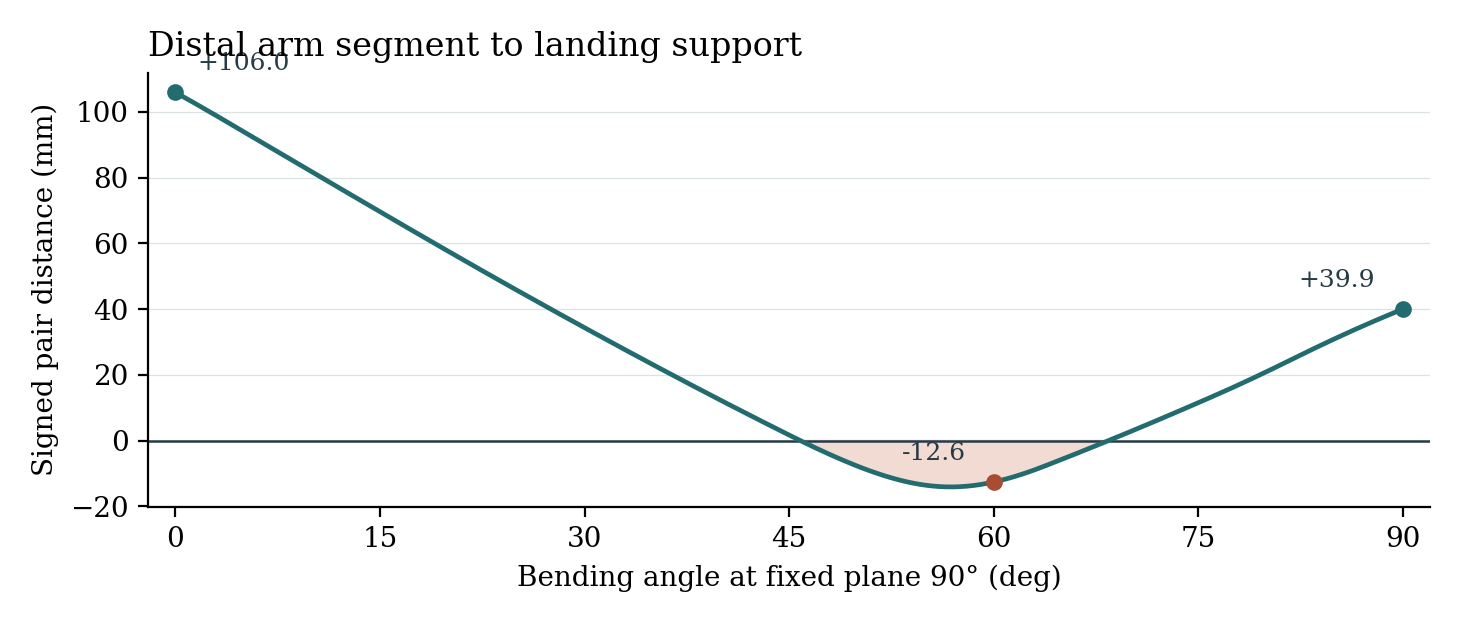 Distal arm segment to landing support
+106.0
100
80
60
40
20
0
−20
Signed pair distance (mm)
+39.9
-12.6
0 15 30 45 60 75 90
Bending angle at fixed plane 90° (deg)